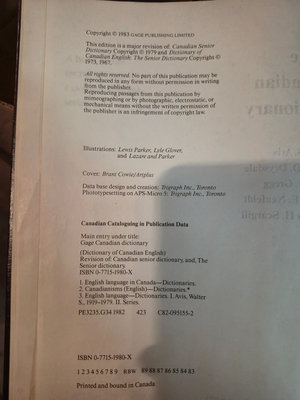 Copyright © 1983 GAGE PUBLISHING LIMITED
This edition is a major revision of: Canadian Senior
Dictionary Copyright © 1979 and Dictionary of
Canadian English: The Senior Dictionary Copyright ©
1973, 1967.
All rights reserved. No part of this publication may be
reproduced in any form without permission in writing
from the publisher.
Reproducing passages from this publication by
mimeographing or by photographic, electrostatic, or
mechanical means without the written permission of
the publisher is an infringement of copyright law.
Illustrations: Lewis Parker, Lyle Glover,
and Lazare and Parker
Cover: Brant Cowie/Artplus
Data base design and creation: Trigraph Inc., Toronto
Phototypesetting on APS-Micro 5: Trigraph Inc., Toronto
Canadian Cataloguing in Publication Data
Main entry under title:
Gage Canadian dictionary
(Dictionary of Canadian English)
Revision of: Canadian senior dictionary, and, The
Senior dictionary.
ISBN 0-7715-1980-X
1. English language in Canada—Dictionaries.
2. Canadianisms (English)—Dictionaries.*
3. English language—Dictionaries. I. Avis, Walter
S., 1919-1979. II. Series.
PE3235.G34 1982 423 C82-095155-2
ISBN 0-7715-1980-X
1 2 3 4 5 6 7 8 9 RBW 89 88 87 86 85 84 83
Printed and bound in Canada